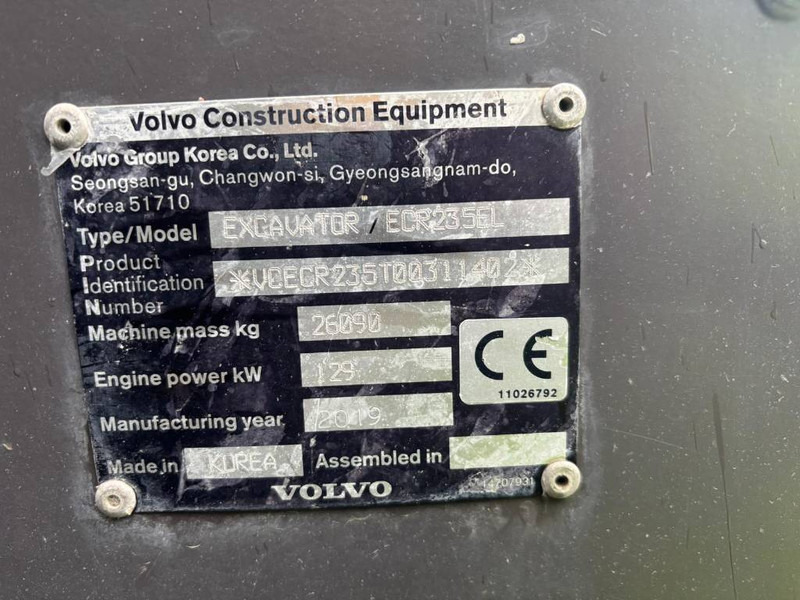 Volvo Construction Equipment
Volvo Group Korea Co., Ltd.
Seongsan-gu, Changwon-si, Gyeongsangnam-do,
Korea 51710
Type/Model EXCAVATOR / ECR235EL
Product
Identification *VCECR235T00311402*
Number
Machine mass kg 26090
Engine power kW 129
CE
11026792
Manufacturing year 2019
Made in KOREA Assembled in
VOLVO 14707931